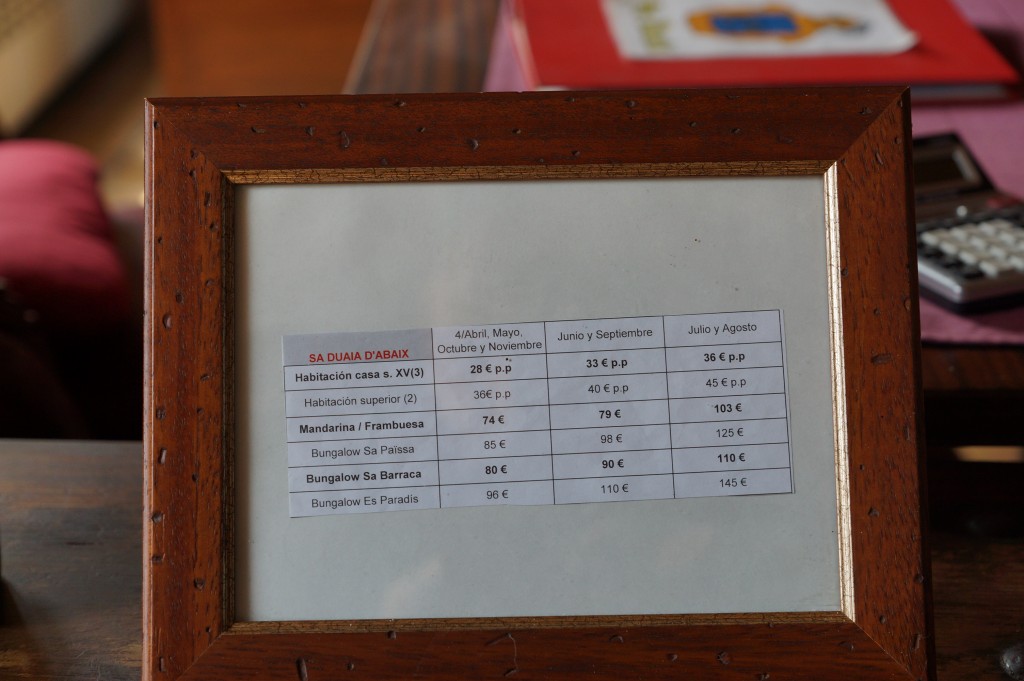 SA DUAIA D'ABAIX
4/Abril, Mayo,
Octubre y Noviembre
Junio y Septiembre
Julio y Agosto
Habitación casa s. XV(3) 28 € p.p 33 € p.p 36 € p.p
Habitación superior (2) 36€ p.p 40 € p.p 45 € p.p
Mandarina / Frambuesa 74 € 79 € 103 €
Bungalow Sa Païssa 85 € 98 € 125 €
Bungalow Sa Barraca 80 € 90 € 110 €
Bungalow Es Paradis 96 € 110 € 145 €